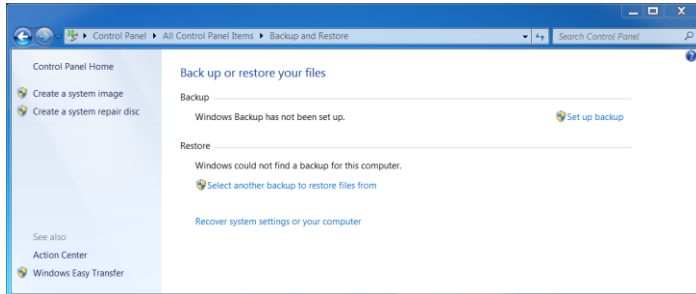 Control Panel ▸ All Control Panel Items ▸ Backup and Restore
Search Control Panel
Control Panel Home
Create a system image
Create a system repair disc
See also
Action Center
Windows Easy Transfer
Back up or restore your files
Backup
Windows Backup has not been set up.
Set up backup
Restore
Windows could not find a backup for this computer.
Select another backup to restore files from
Recover system settings or your computer